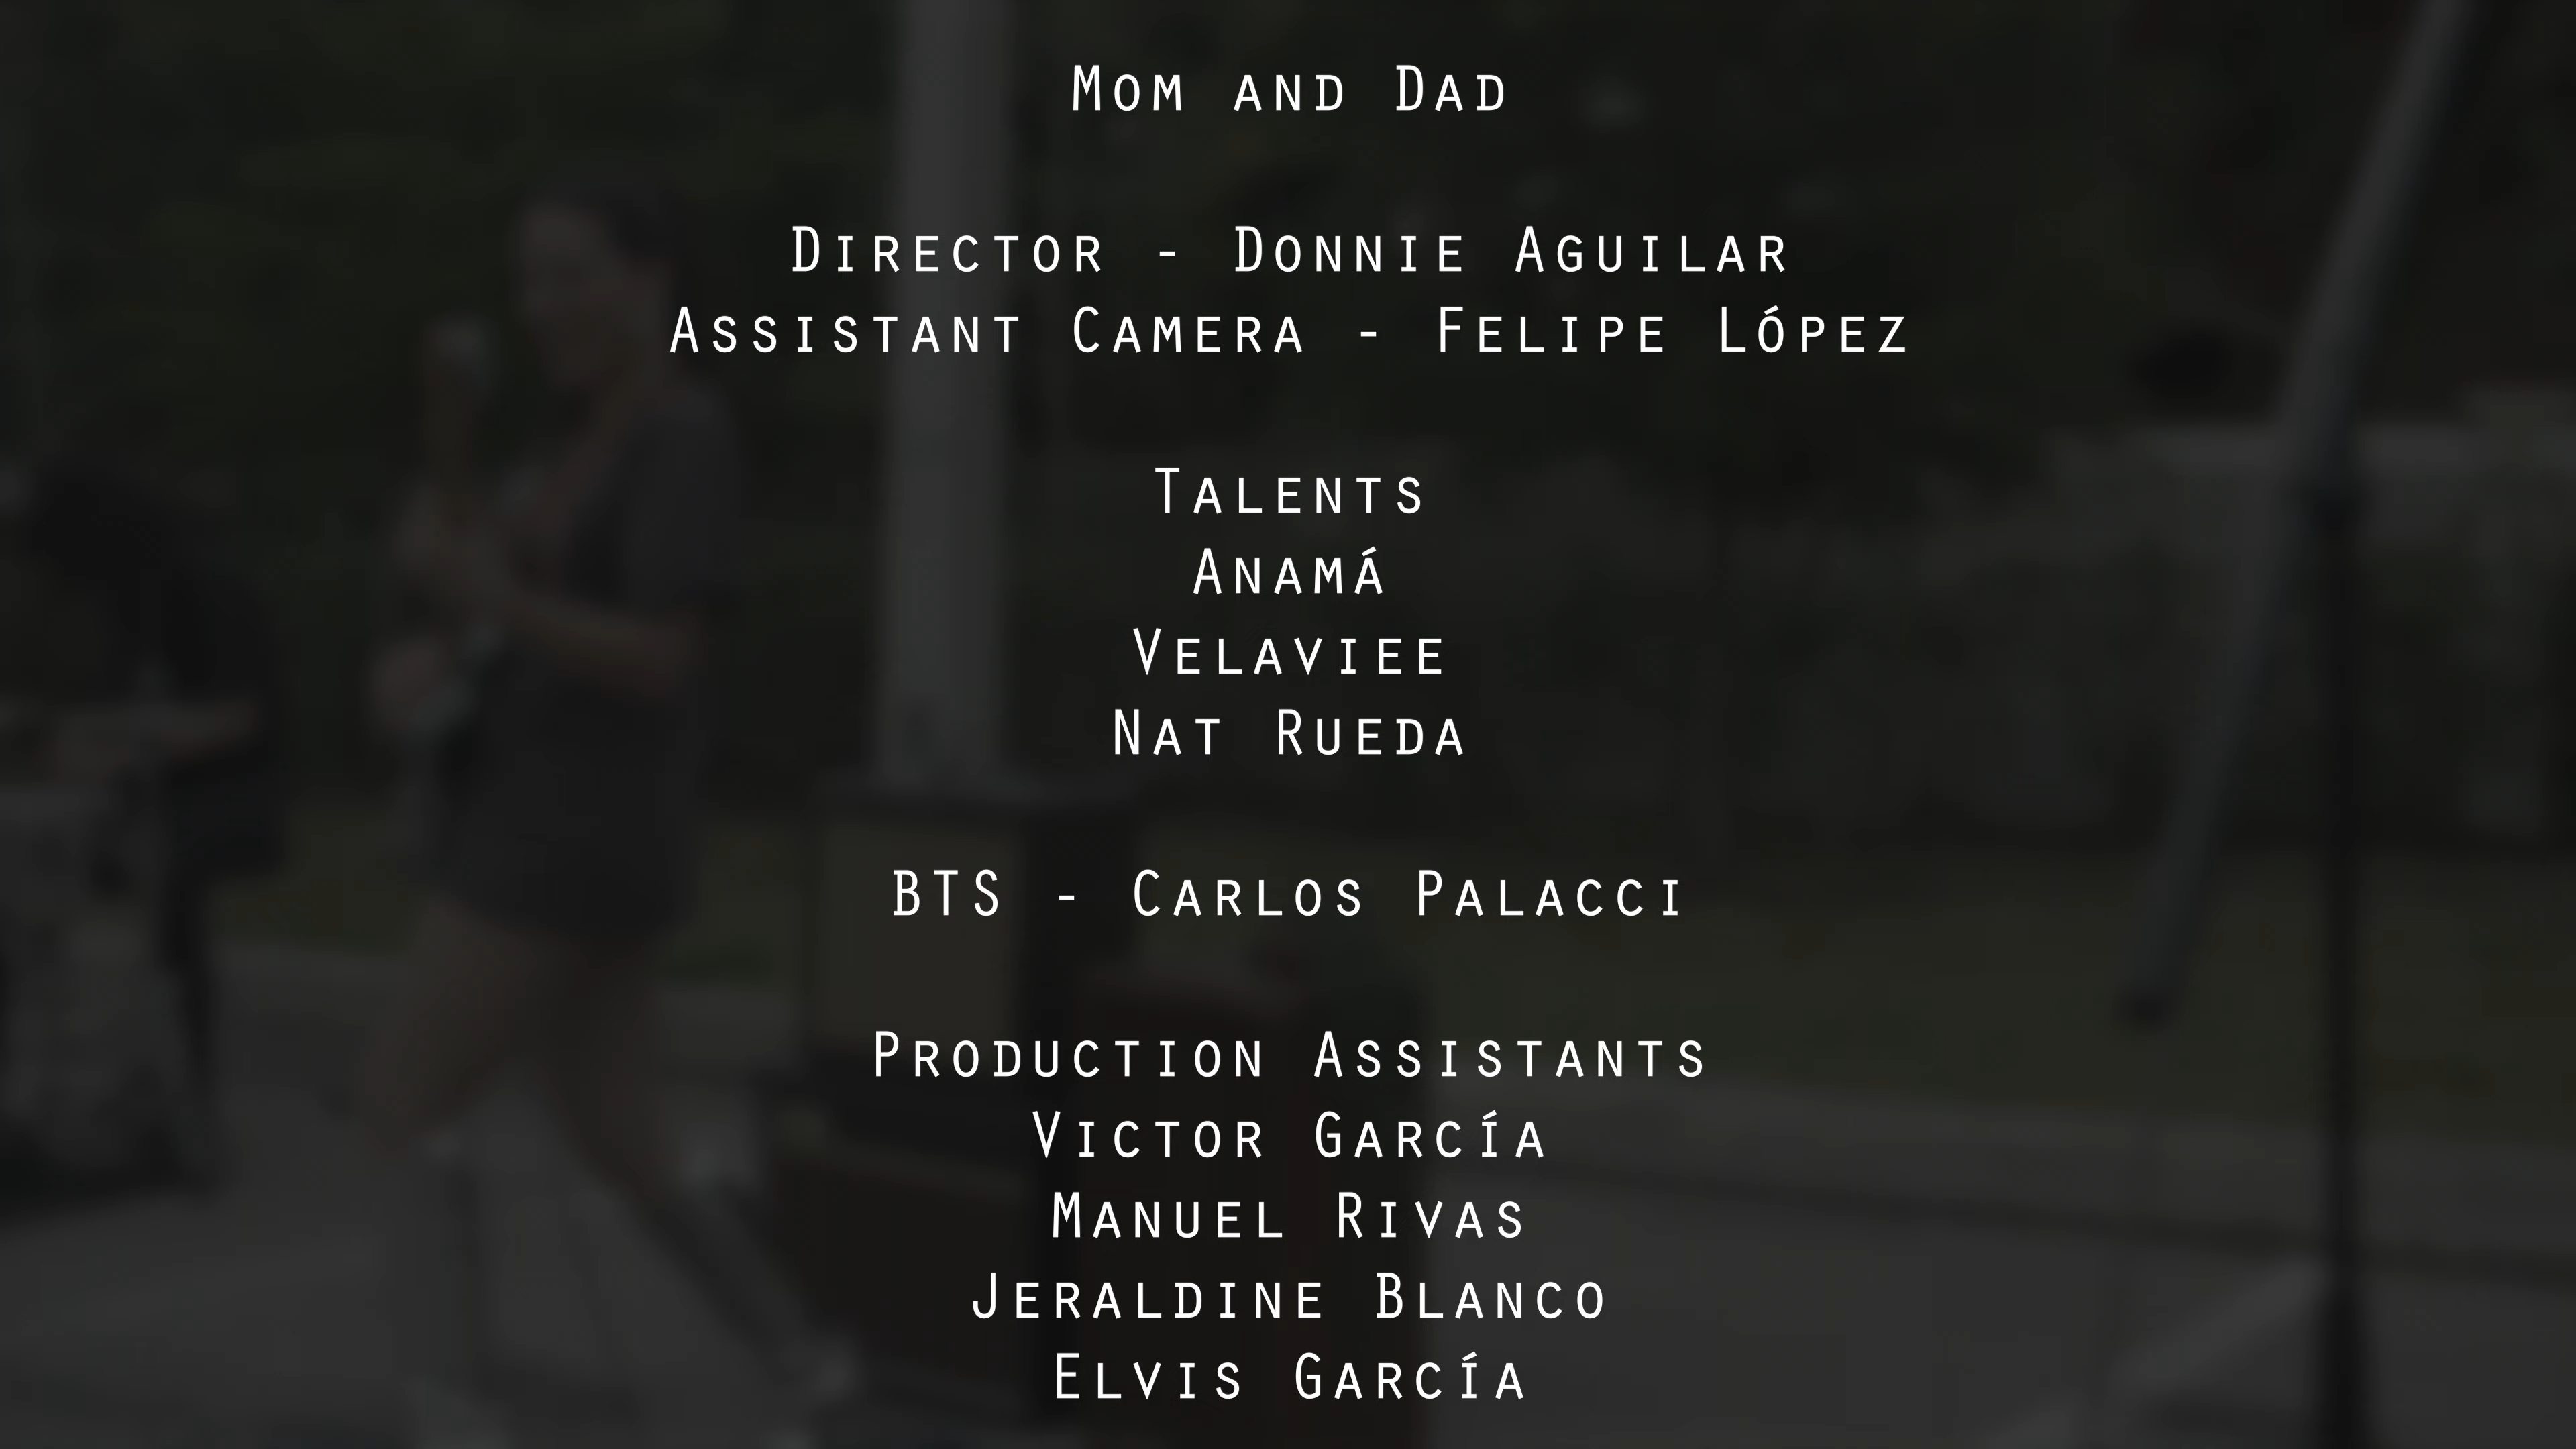 Mom and Dad
Director - Donnie Aguilar
Assistant Camera - Felipe López
Talents
Anamá
Velaviee
Nat Rueda
BTS - Carlos Palacci
Production Assistants
Victor García
Manuel Rivas
Jeraldine Blanco
Elvis García